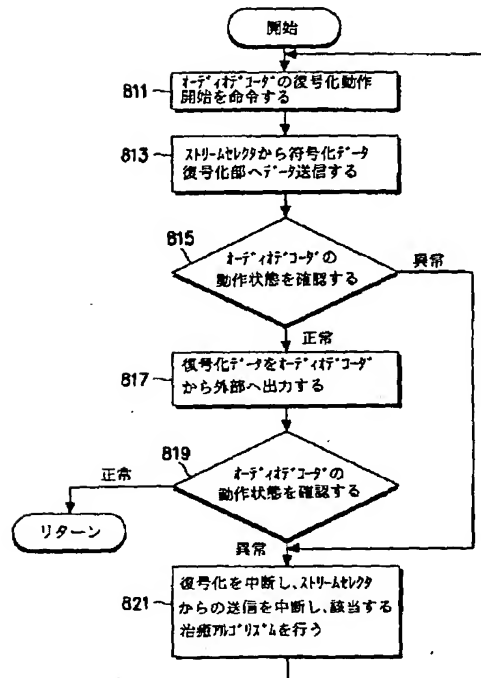 開始
811
オーディオデコーダの復号化動作
開始を命令する
813
ストリームセレクタから符号化データ
復号化部へデータ送信する
815
オーディオデコーダの
動作状態を確認する
異常
正常
817
復号化データをオーディオデコーダ
から外部へ出力する
819
オーディオデコーダの
動作状態を確認する
正常
リターン
異常
821
復号化を中断し、ストリームセレクタ
からの送信を中断し、該当する
治癒アルゴリズムを行う